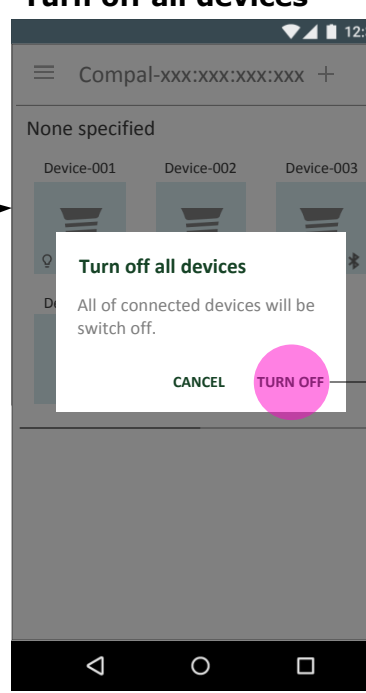 Turn off all devices
12:
Compal-xxx:xxx:xxx:xxx +
None specified
Device-001 Device-002 Device-003
Turn off all devices
All of connected devices will be
switch off.
CANCEL TURN OFF